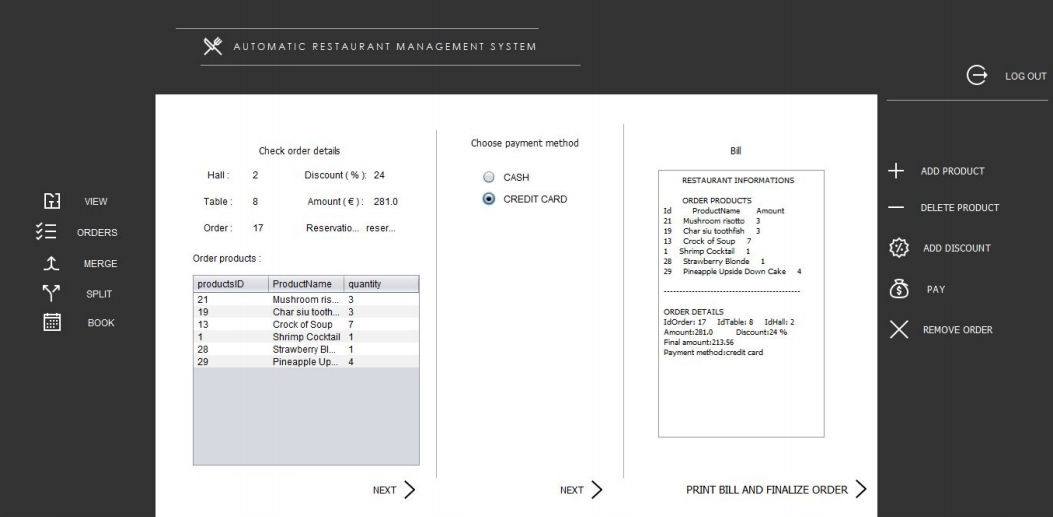 AUTOMATIC RESTAURANT MANAGEMENT SYSTEM
LOG OUT
VIEW
ORDERS
MERGE
SPLIT
BOOK
Check order details
Hall : 2 Discount ( % ): 24
Table : 8 Amount ( € ) : 281.0
Order : 17 Reservatio... reser...
Order products :
productsID ProductName quantity
21 Mushroom ris... 3
19 Char siu tooth... 3
13 Crock of Soup 7
1 Shrimp Cocktail 1
28 Strawberry Bl... 1
29 Pineapple Up... 4
NEXT
Choose payment method
CASH
CREDIT CARD
NEXT
Bill
RESTAURANT INFORMATIONS
ORDER PRODUCTS
Id ProductName Amount
21 Mushroom risotto 3
19 Char siu toothfish 3
13 Crock of Soup 7
1 Shrimp Cocktail 1
28 Strawberry Blonde 1
29 Pineapple Upside Down Cake 4
------------------------------------------------
ORDER DETAILS
IdOrder: 17 IdTable: 8 IdHall: 2
Amount:281.0 Discount:24 %
Final amount:213.56
Payment method:credit card
PRINT BILL AND FINALIZE ORDER
ADD PRODUCT
DELETE PRODUCT
ADD DISCOUNT
PAY
REMOVE ORDER